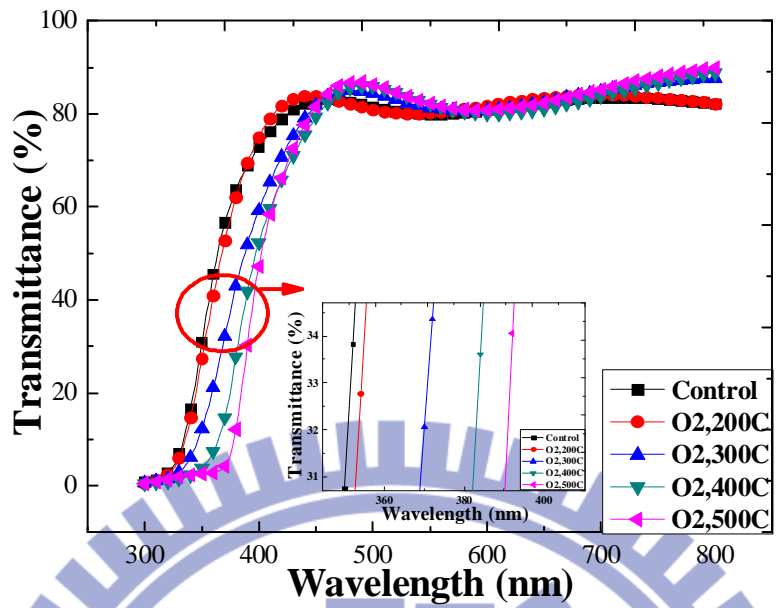 100
80
60
40
20
0
Transmittance (%)
300 400 500 600 700 800
Wavelength (nm)
Control
O2,200C
O2,300C
O2,400C
O2,500C
34
33
32
31
Transmittance (%)
360 380 400
Wavelength (nm)
Control
O2,200C
O2,300C
O2,400C
O2,500C